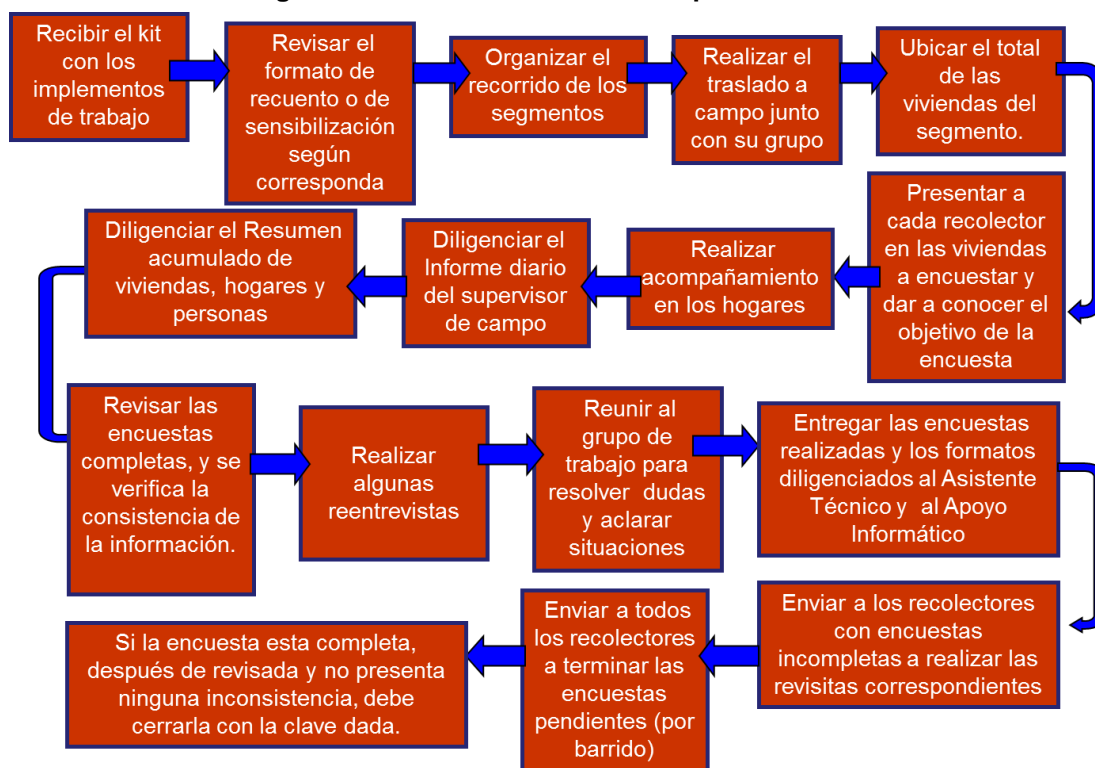 Recibir el kit
con los
implementos
de trabajo
Revisar el
formato de
recuento o de
sensibilización
según
corresponda
Organizar el
recorrido de los
segmentos
Realizar el
traslado a
campo junto
con su grupo
Ubicar el total
de las
viviendas del
segmento.
Presentar a
cada recolector
en las viviendas
a encuestar y
dar a conocer el
objetivo de la
encuesta
Realizar
acompañamiento
en los hogares
Diligenciar el
Informe diario
del supervisor
de campo
Diligenciar el Resumen
acumulado de
viviendas, hogares y
personas
Revisar las
encuestas
completas, y se
verifica la
consistencia de
la información.
Realizar
algunas
reentrevistas
Reunir al
grupo de
trabajo para
resolver dudas
y aclarar
situaciones
Entregar las encuestas
realizadas y los formatos
diligenciados al Asistente
Técnico y al Apoyo
Informático
Enviar a los recolectores
con encuestas
incompletas a realizar las
revisitas correspondientes
Enviar a todos
los recolectores
a terminar las
encuestas
pendientes (por
barrido)
Si la encuesta esta completa,
después de revisada y no presenta
ninguna inconsistencia, debe
cerrarla con la clave dada.